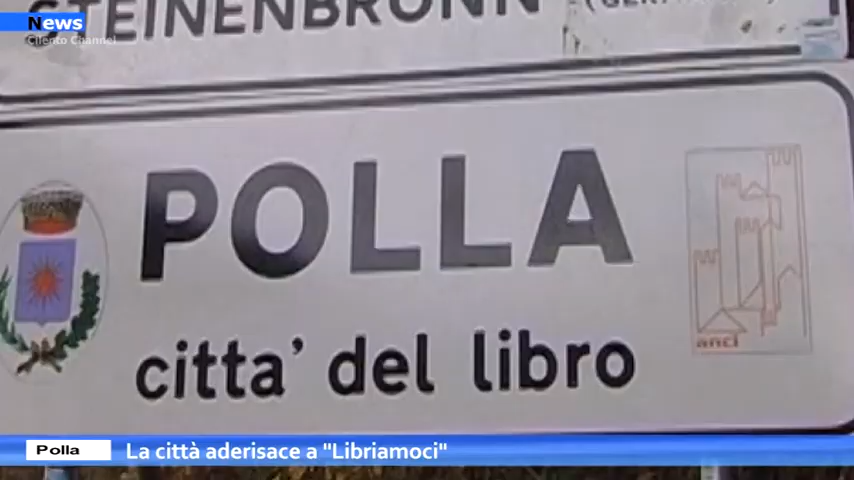 News
Cilento Channel
STEINENBRONN
POLLA
citta' del libro
anci
Polla
La città aderisace a "Libriamoci"